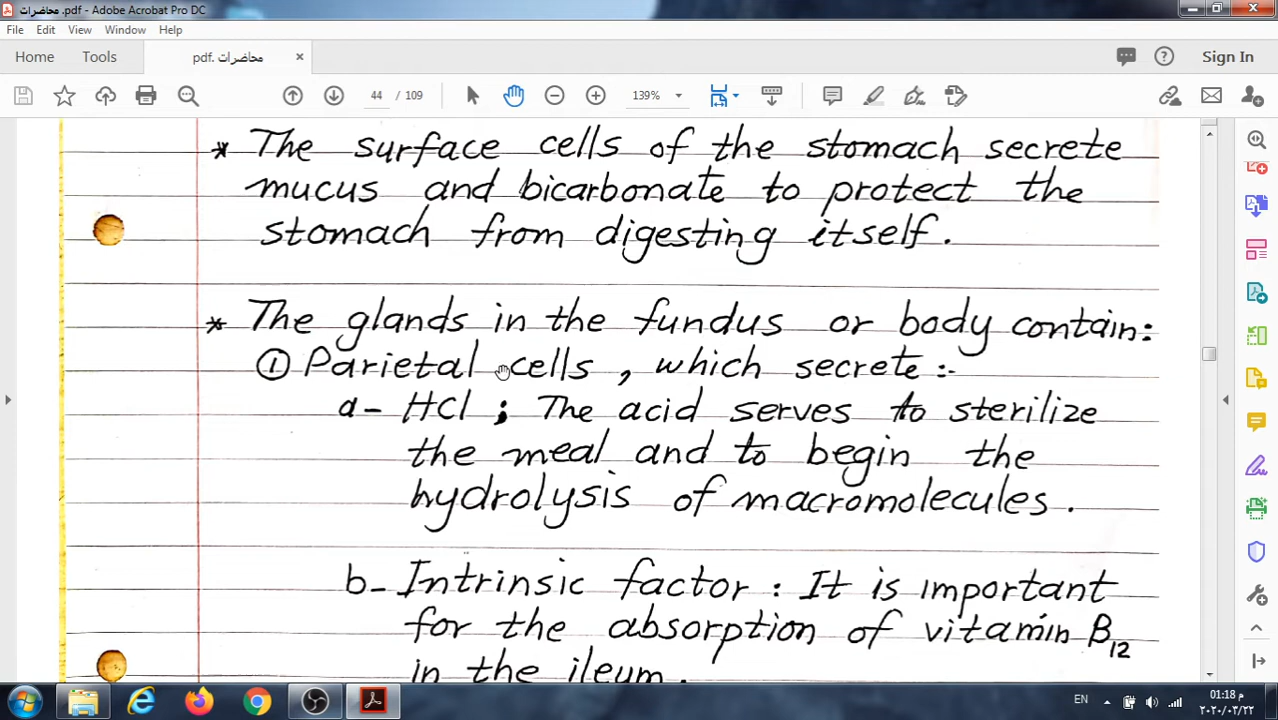 محاضرات .pdf - Adobe Acrobat Pro DC
File Edit View Window Help
Home Tools محاضرات .pdf × Sign In
44 / 109 139%
* The surface cells of the stomach secrete
mucus and bicarbonate to protect the
stomach from digesting itself.
* The glands in the fundus or body contain:
① Parietal cells, which secrete :-
a- HCl ; The acid serves to sterilize
the meal and to begin the
hydrolysis of macromolecules.
b- Intrinsic factor : It is important
for the absorption of vitamin B12
in the ileum.
EN 01:18 م
٢٠٢٠/٠٣/٢٢